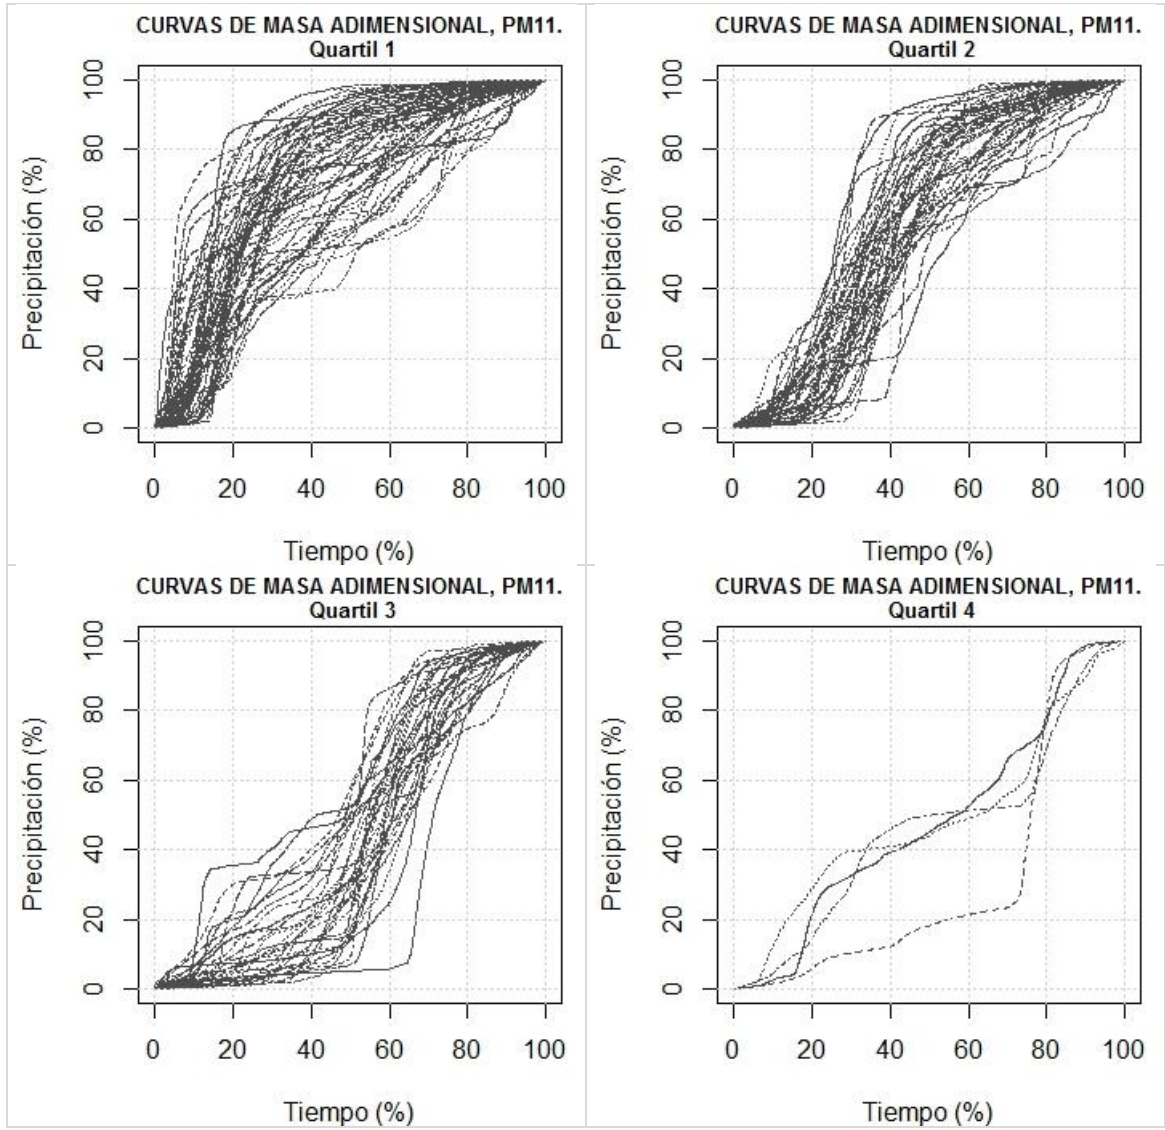 CURVAS DE MASA ADIMENSIONAL, PM11.
Quartil 1
Precipitación (%)
100
80
60
40
20
0
0 20 40 60 80 100
Tiempo (%)
CURVAS DE MASA ADIMENSIONAL, PM11.
Quartil 2
Precipitación (%)
100
80
60
40
20
0
0 20 40 60 80 100
Tiempo (%)
CURVAS DE MASA ADIMENSIONAL, PM11.
Quartil 3
Precipitación (%)
100
80
60
40
20
0
0 20 40 60 80 100
Tiempo (%)
CURVAS DE MASA ADIMENSIONAL, PM11.
Quartil 4
Precipitación (%)
100
80
60
40
20
0
0 20 40 60 80 100
Tiempo (%)